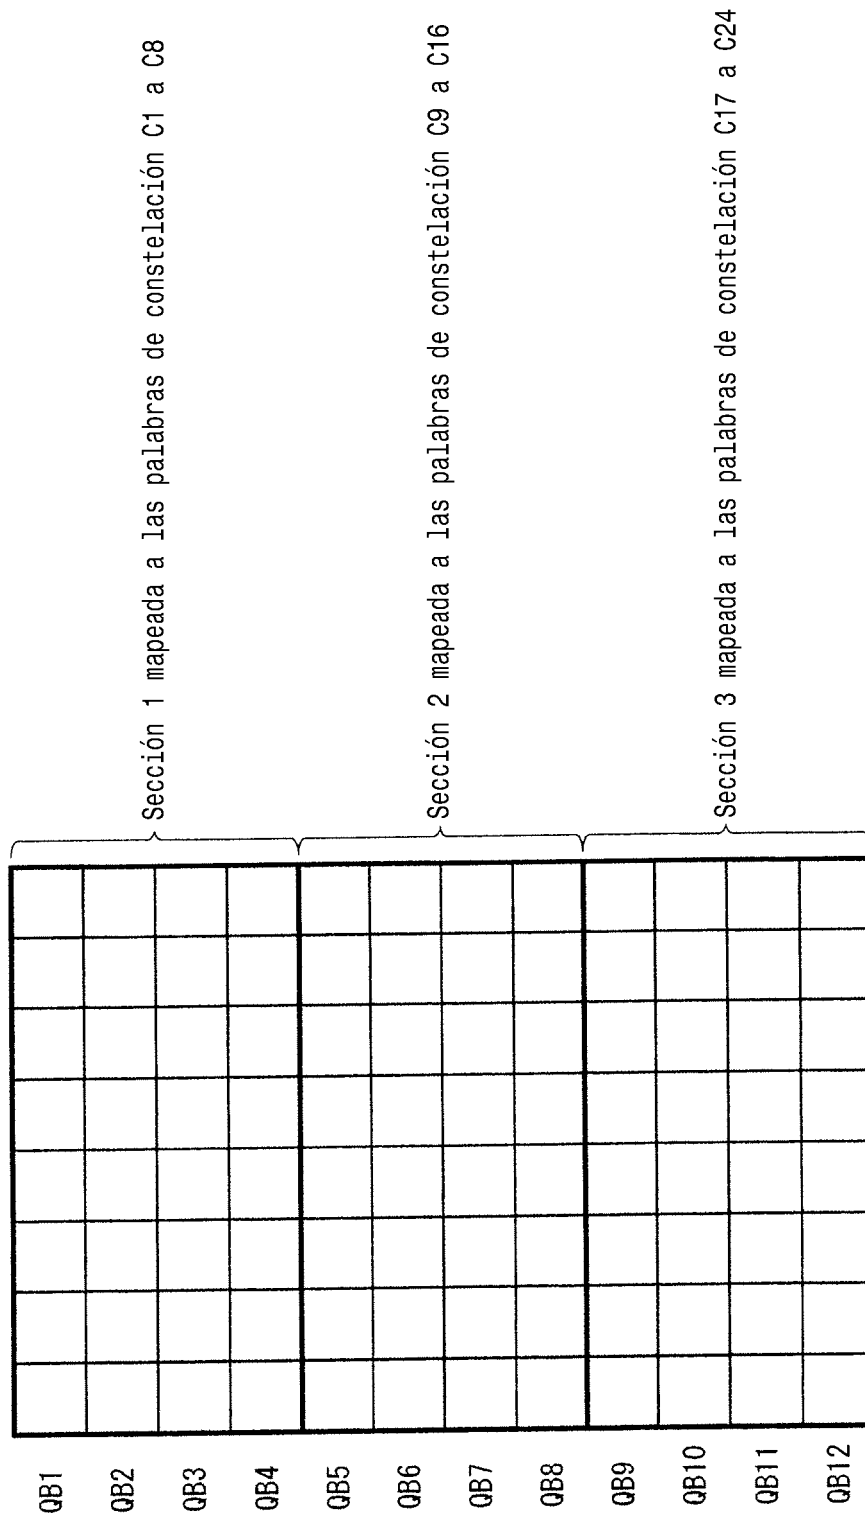 QB1
QB2
QB3
QB4
QB5
QB6
QB7
QB8
QB9
QB10
QB11
QB12
Sección 1 mapeada a las palabras de constelación C1 a C8
Sección 2 mapeada a las palabras de constelación C9 a C16
Sección 3 mapeada a las palabras de constelación C17 a C24